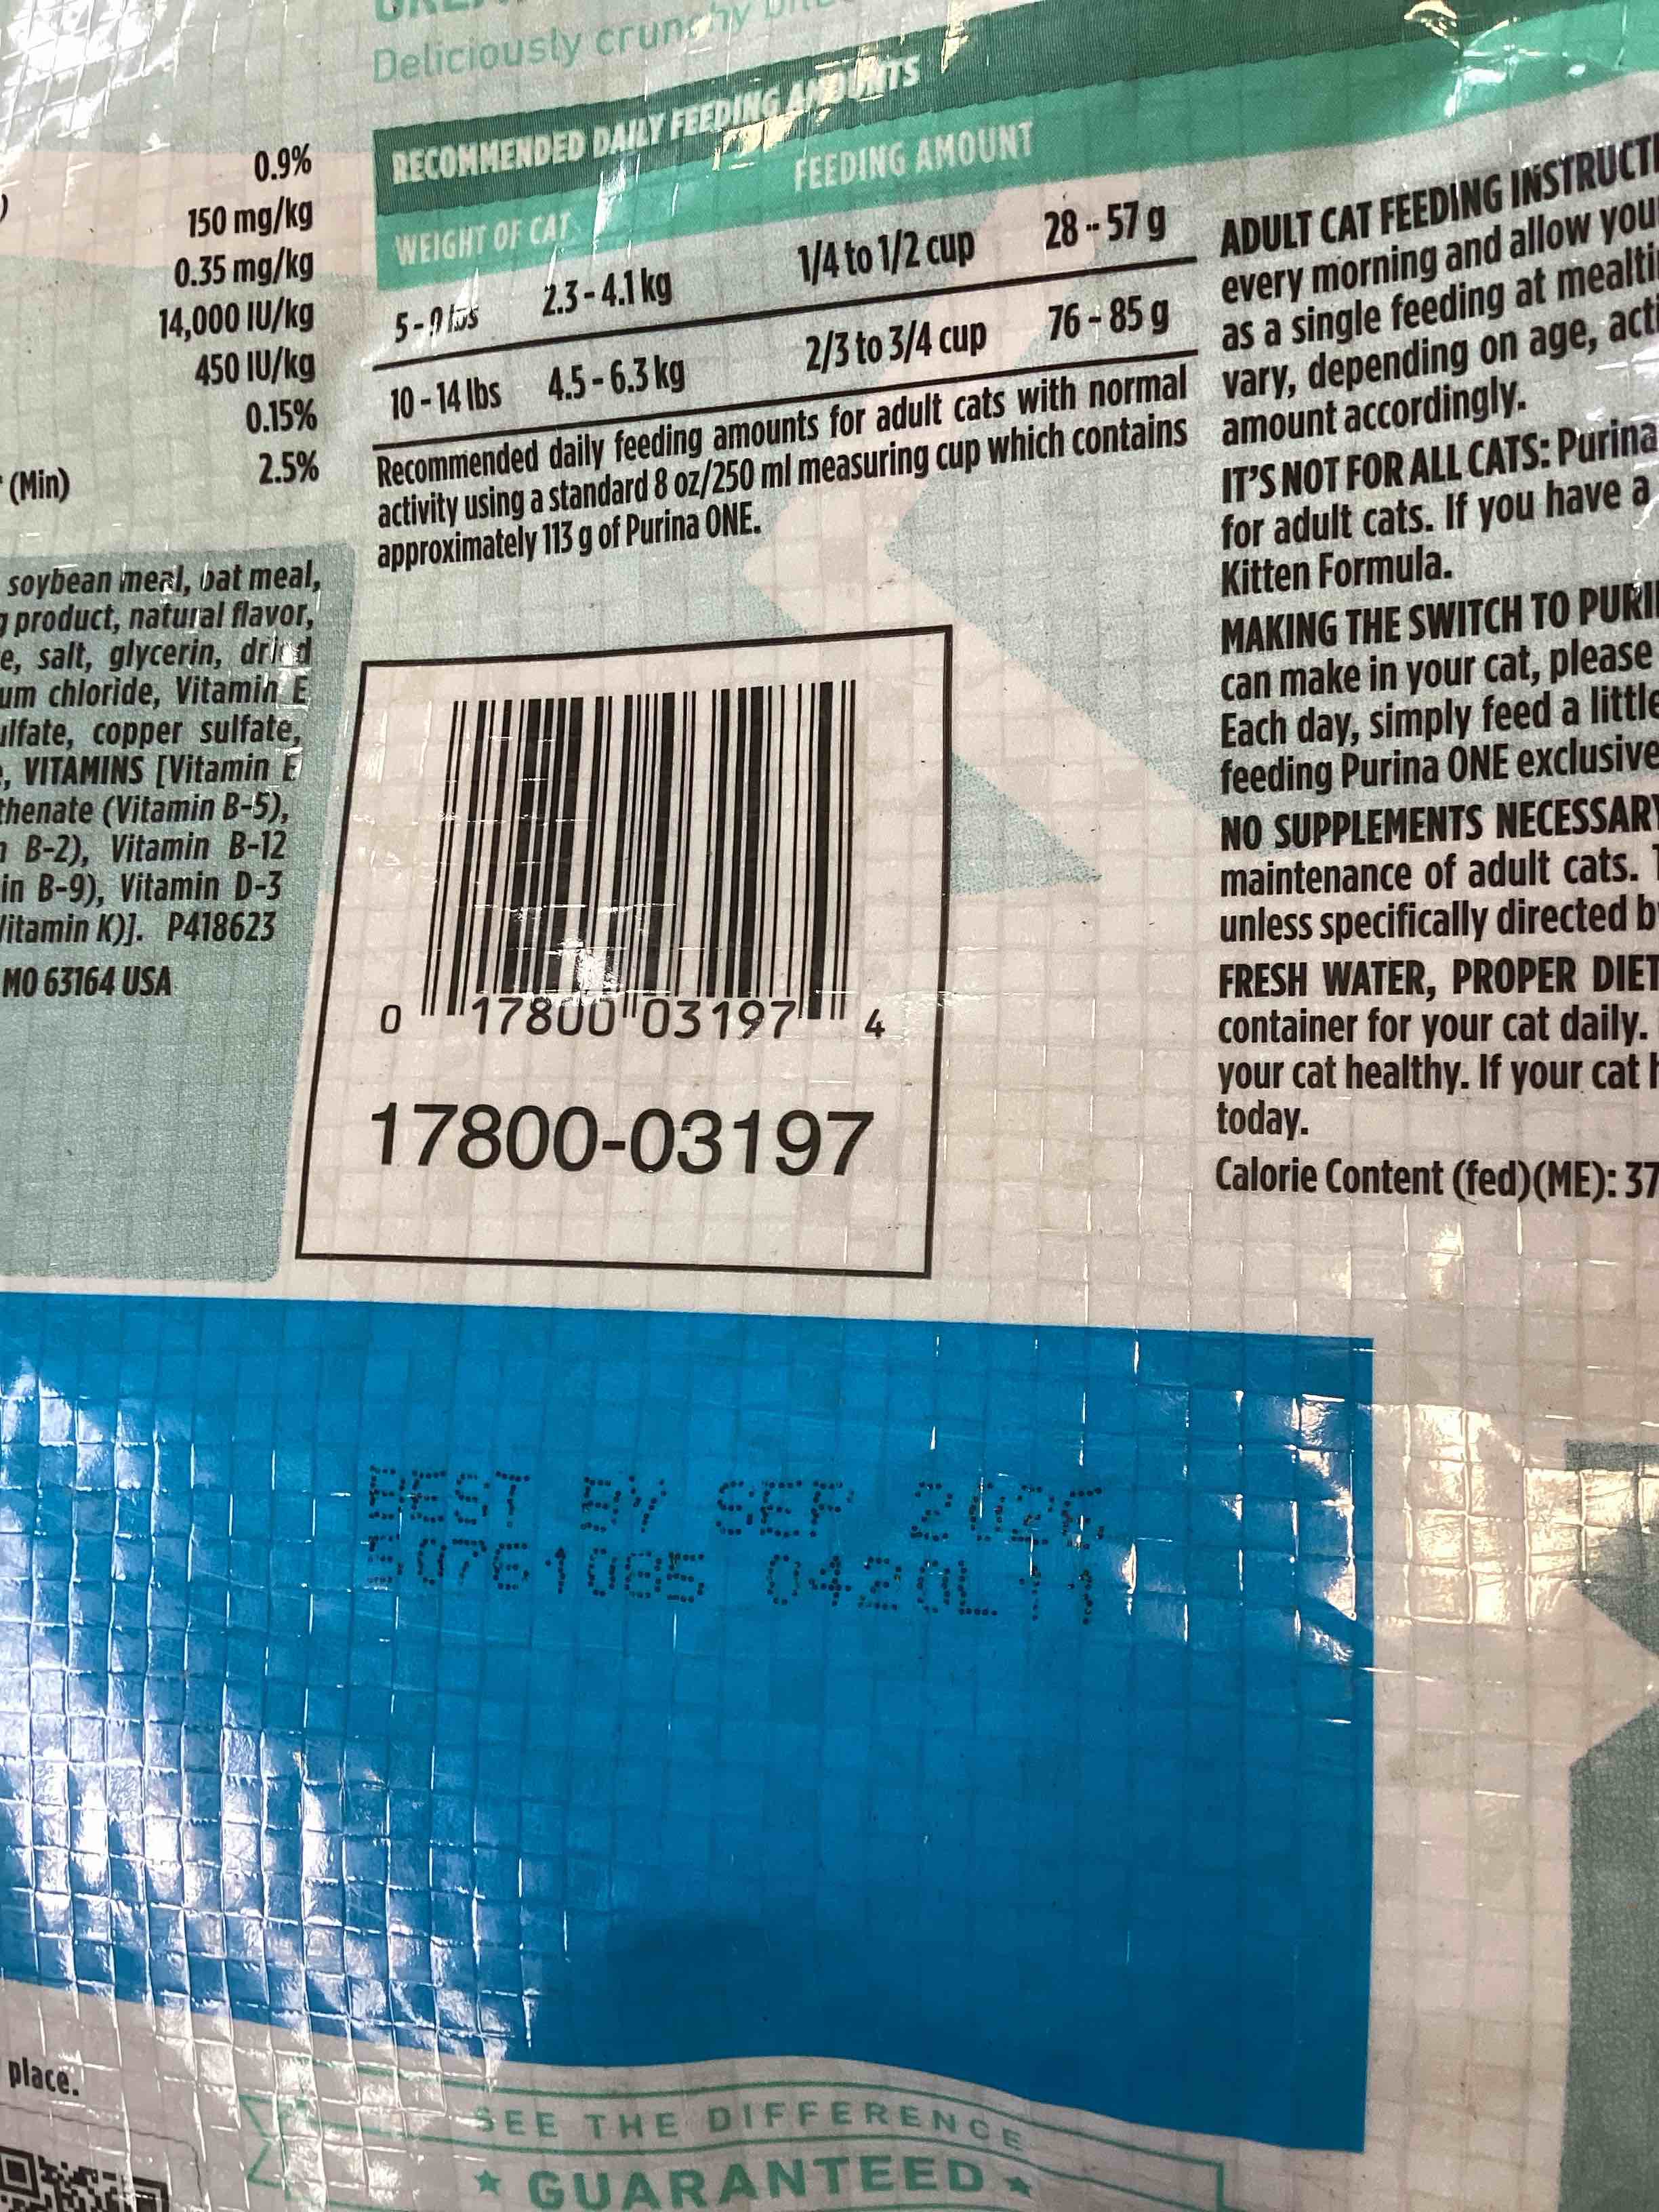 Deliciously crunchy
0.9%
150 mg/kg
0.35 mg/kg
14,000 IU/kg
450 IU/kg
0.15%
(Min) 2.5%
soybean meal, oat meal,
product, natural flavor,
salt, glycerin, dried
chloride, Vitamin E
copper sulfate,
VITAMINS [Vitamin E
(Vitamin B-5),
B-2), Vitamin B-12
B-9), Vitamin D-3
K)]. P418623
MO 63164 USA
RECOMMENDED DAILY FEEDING AMOUNTS
WEIGHT OF CAT FEEDING AMOUNT
5 - 9 lbs 2.3 - 4.1 kg 1/4 to 1/2 cup 28 - 57 g
10 - 14 lbs 4.5 - 6.3 kg 2/3 to 3/4 cup 76 - 85 g
Recommended daily feeding amounts for adult cats with normal
activity using a standard 8 oz/250 ml measuring cup which contains
approximately 113 g of Purina ONE.
0 17800 03197 4
17800-03197
ADULT CAT FEEDING
every morning and allow
as a single feeding at
vary, depending on age,
amount accordingly.
IT'S NOT FOR ALL CATS: Purina
for adult cats. If you have a
Kitten Formula.
MAKING THE SWITCH TO
can make in your cat, please
Each day, simply feed a little
feeding Purina ONE
NO SUPPLEMENTS NECESSARY
maintenance of adult cats.
unless specifically directed
FRESH WATER, PROPER DIET
container for your cat daily.
your cat healthy. If your cat
today.
Calorie Content (fed)(ME):
BEST BY SEP
50761085 0420L
place.
SEE THE DIFFERENCE
GUARANTEED